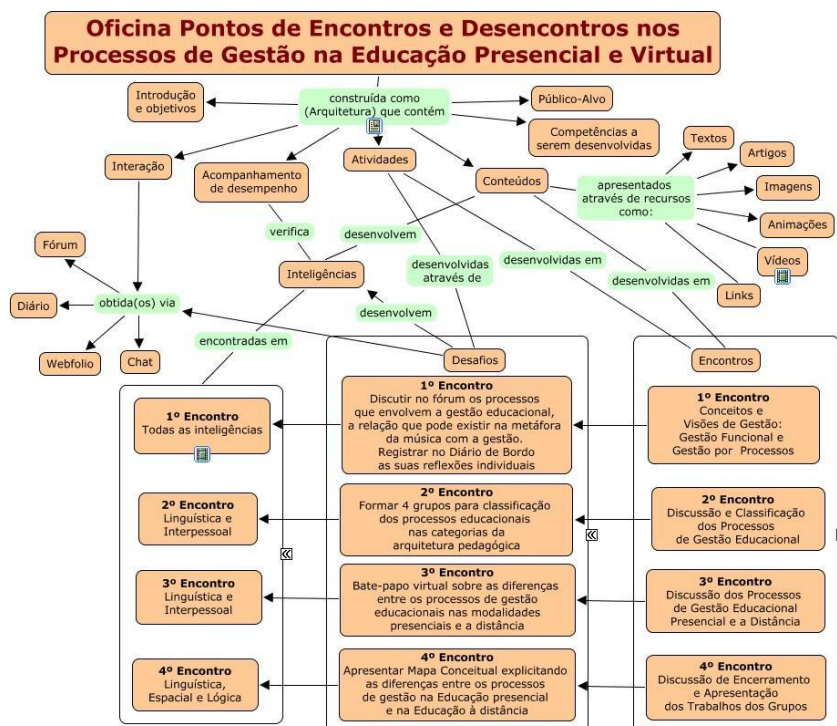 Oficina Pontos de Encontros e Desencontros nos
Processos de Gestão na Educação Presencial e Virtual
Introdução
e objetivos
construída como
(Arquitetura) que contém
Público-Alvo
Competências a
serem desenvolvidas
Interação
Acompanhamento
de desempenho
Atividades
Conteúdos
apresentados
através de recursos
como:
Textos
Artigos
Imagens
Animações
Vídeos
Links
verifica
desenvolvem
Inteligências
desenvolvidas
através de
desenvolvidas em
desenvolvidas em
Fórum
Diário
obtida(os) via
Webfolio
Chat
encontradas em
desenvolvem
Desafios
Encontros
1º Encontro
Todas as inteligências
1º Encontro
Discutir no fórum os processos
que envolvem a gestão educacional,
a relação que pode existir na metáfora
da música com a gestão.
Registrar no Diário de Bordo
as suas reflexões individuais
1º Encontro
Conceitos e
Visões de Gestão:
Gestão Funcional e
Gestão por Processos
2º Encontro
Linguística e
Interpessoal
2º Encontro
Formar 4 grupos para classificação
dos processos educacionais
nas categorias da
arquitetura pedagógica
2º Encontro
Discussão e Classificação
dos Processos
de Gestão Educacional
3º Encontro
Linguística e
Interpessoal
3º Encontro
Bate-papo virtual sobre as diferenças
entre os processos de gestão
educacionais nas modalidades
presenciais e a distância
3º Encontro
Discussão dos Processos
de Gestão Educacional
Presencial e a Distância
4º Encontro
Linguística,
Espacial e Lógica
4º Encontro
Apresentar Mapa Conceitual explicitando
as diferenças entre os processos
de gestão na Educação presencial
e na Educação à distância
4º Encontro
Discussão de Encerramento
e Apresentação
dos Trabalhos dos Grupos